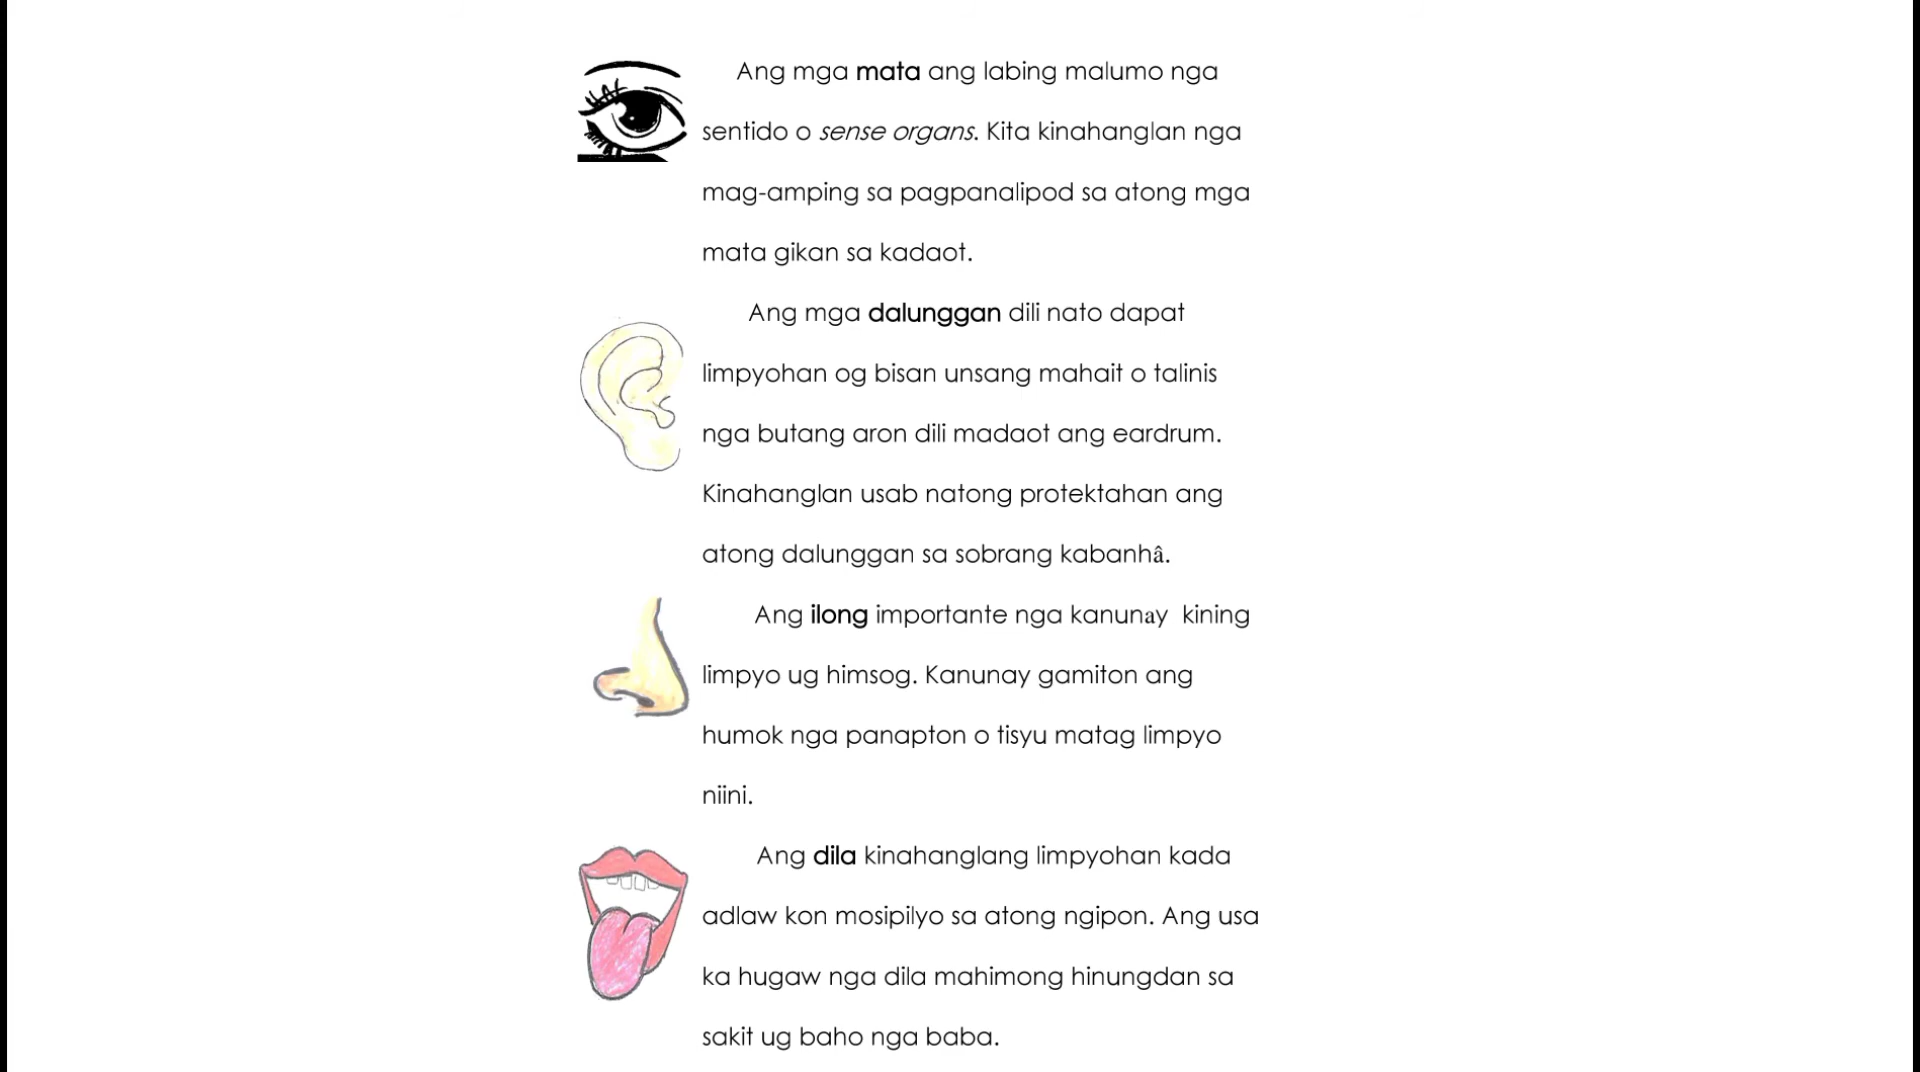 Ang mga mata ang labing malumo nga
sentido o sense organs. Kita kinahanglan nga
mag-amping sa pagpanalipod sa atong mga
mata gikan sa kadaot.
Ang mga dalunggan dili nato dapat
limpyohan og bisan unsang mahait o talinis
nga butang aron dili madaot ang eardrum.
Kinahanglan usab natong protektahan ang
atong dalunggan sa sobrang kabanhâ.
Ang ilong importante nga kanunay kining
limpyo ug himsog. Kanunay gamiton ang
humok nga panapton o tisyu matag limpyo
niini.
Ang dila kinahanglang limpyohan kada
adlaw kon mosipilyo sa atong ngipon. Ang usa
ka hugaw nga dila mahimong hinungdan sa
sakit ug baho nga baba.